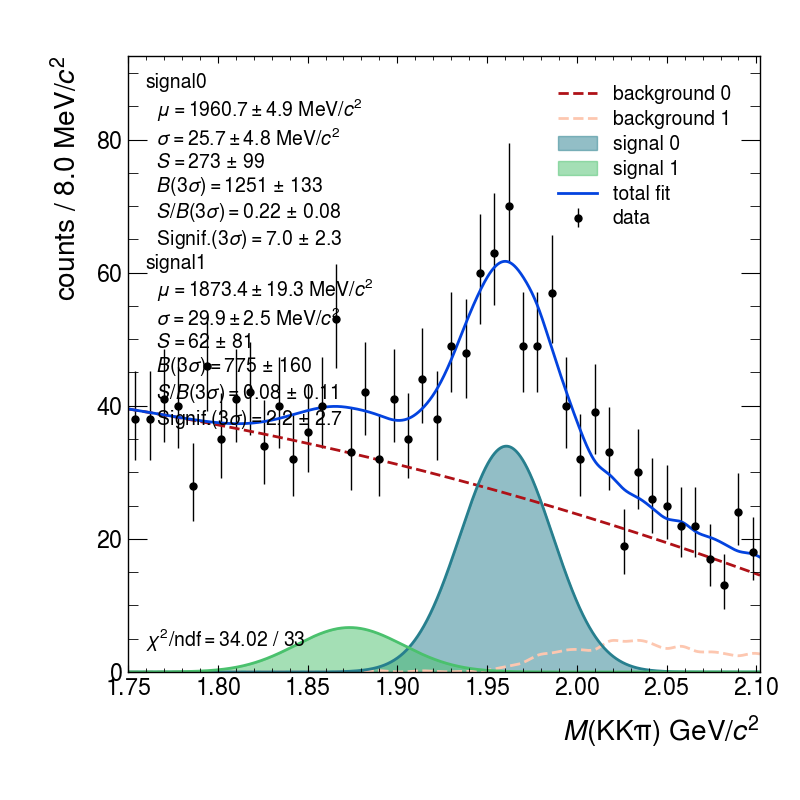 counts / 8.0 MeV/c²
80
60
40
20
0
signal0
μ = 1960.7 ± 4.9 MeV/c²
σ = 25.7 ± 4.8 MeV/c²
S = 273 ± 99
B(3σ) = 1251 ± 133
S/B(3σ) = 0.22 ± 0.08
Signif.(3σ) = 7.0 ± 2.3
signal1
μ = 1873.4 ± 19.3 MeV/c²
σ = 29.9 ± 2.5 MeV/c²
S = 62 ± 81
B(3σ) = 775 ± 160
S/B(3σ) = 0.08 ± 0.11
Signif.(3σ) = 2.2 ± 2.7
background 0
background 1
signal 0
signal 1
total fit
data
χ²/ndf = 34.02 / 33
1.75 1.80 1.85 1.90 1.95 2.00 2.05 2.10
M(KKπ) GeV/c²